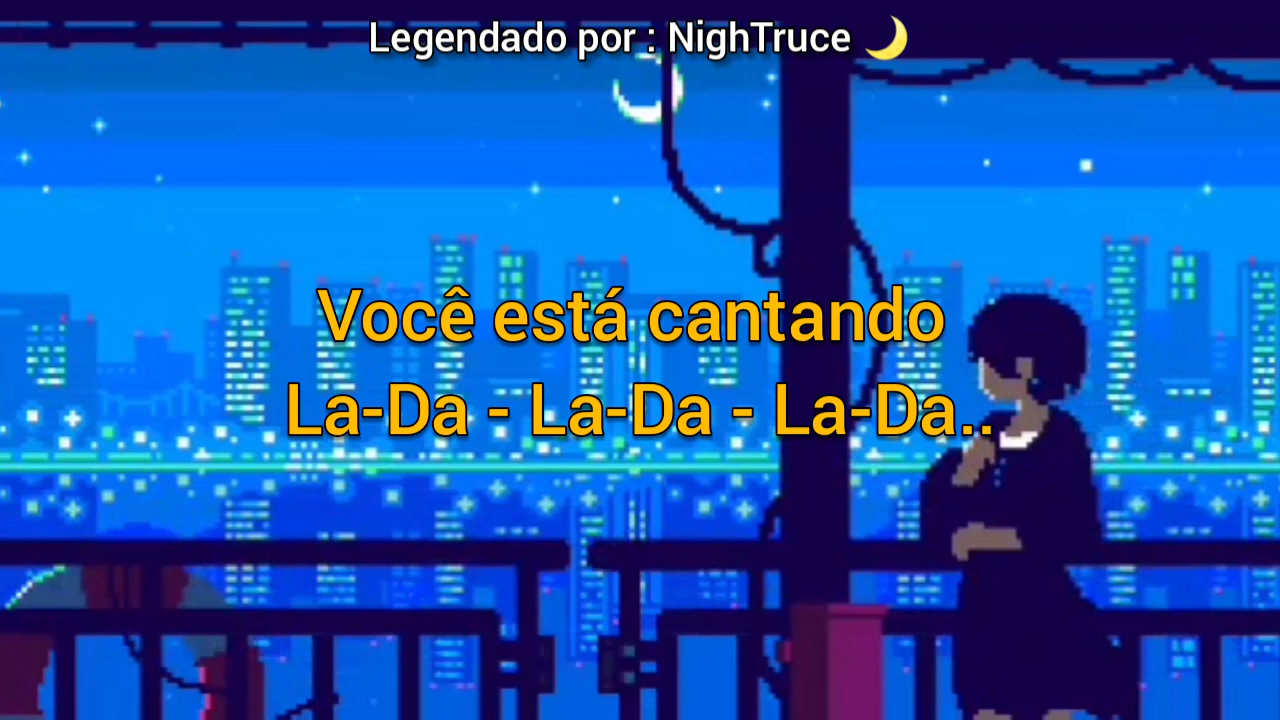 Legendado por : NighTruce 🌙
Você está cantando
La-Da - La-Da - La-Da..